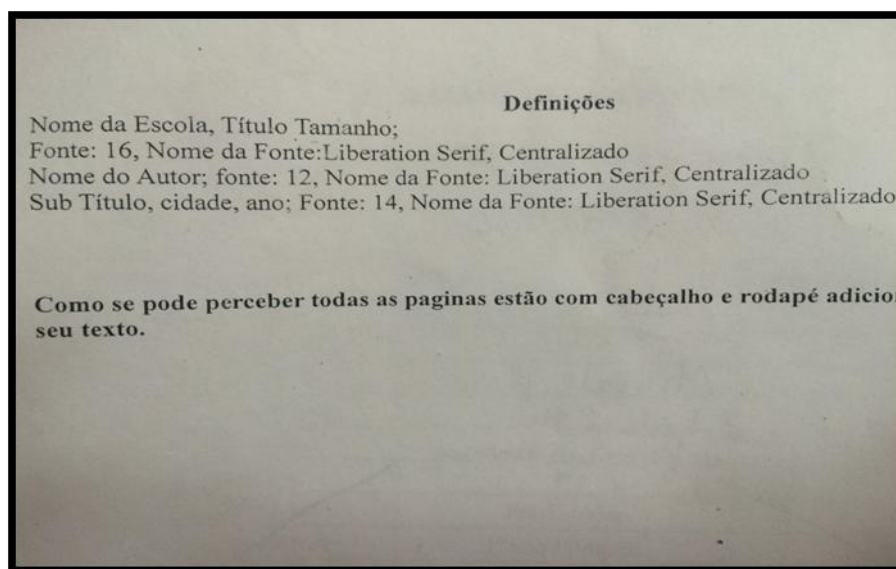 Definições
Nome da Escola, Título Tamanho;
Fonte: 16, Nome da Fonte:Liberation Serif, Centralizado
Nome do Autor; fonte: 12, Nome da Fonte: Liberation Serif, Centralizado
Sub Título, cidade, ano; Fonte: 14, Nome da Fonte: Liberation Serif, Centralizado
Como se pode perceber todas as paginas estão com cabeçalho e rodapé
seu texto.